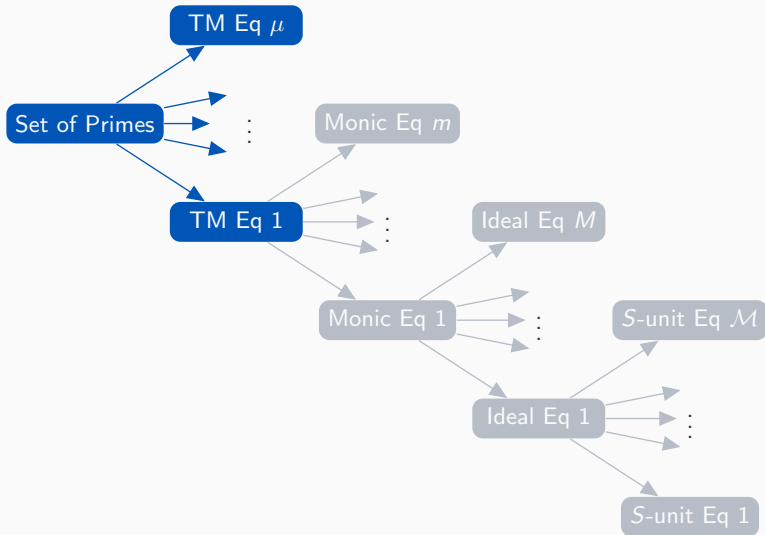 TM Eq μ
Set of Primes
⋮
Monic Eq m
TM Eq 1
⋮
Ideal Eq M
Monic Eq 1
⋮
S-unit Eq ℳ
Ideal Eq 1
⋮
S-unit Eq 1